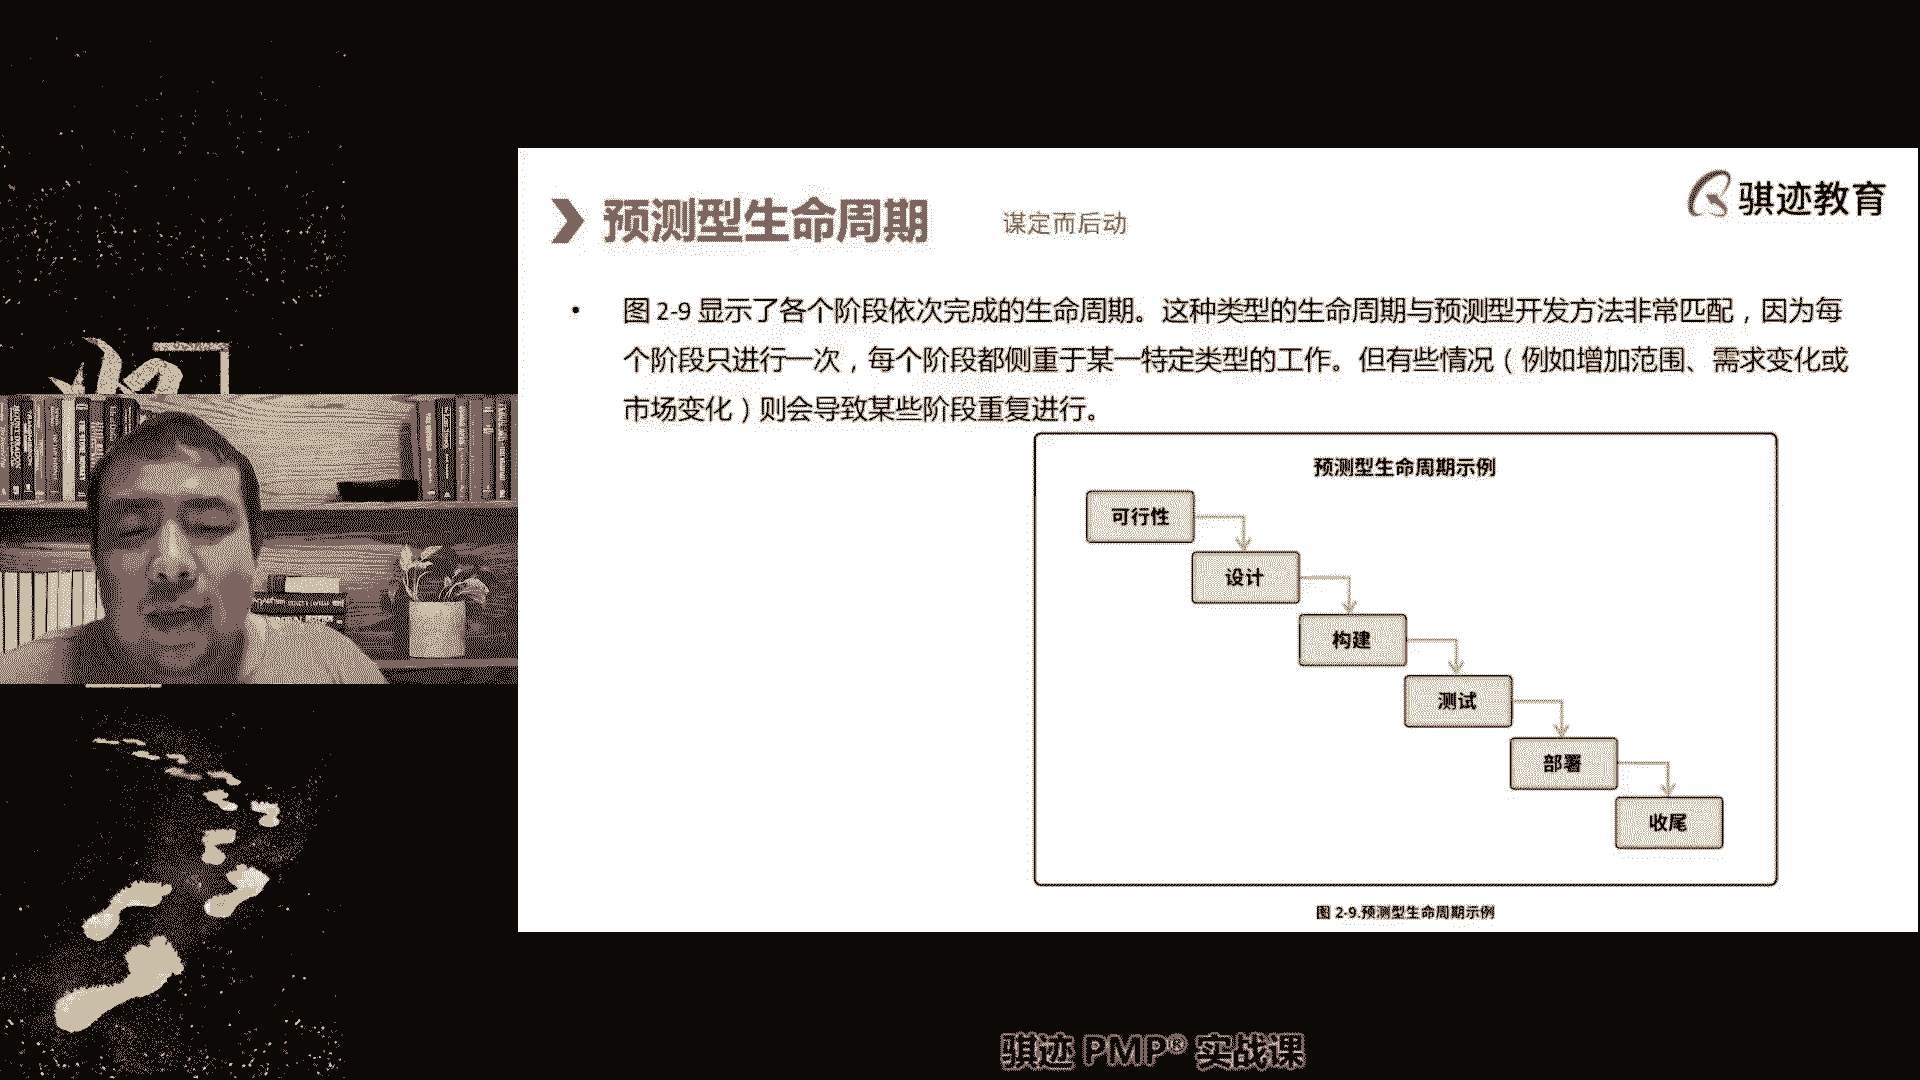 骐迹教育
预测型生命周期
谋定而后动
• 图 2-9 显示了各个阶段依次完成的生命周期。这种类型的生命周期与预测型开发方法非常匹配，因为每
个阶段只进行一次，每个阶段都侧重于某一特定类型的工作。但有些情况（例如增加范围、需求变化或
市场变化）则会导致某些阶段重复进行。
预测型生命周期示例
可行性
设计
构建
测试
部署
收尾
图 2-9.预测型生命周期示例
骐迹 PMP® 实战课